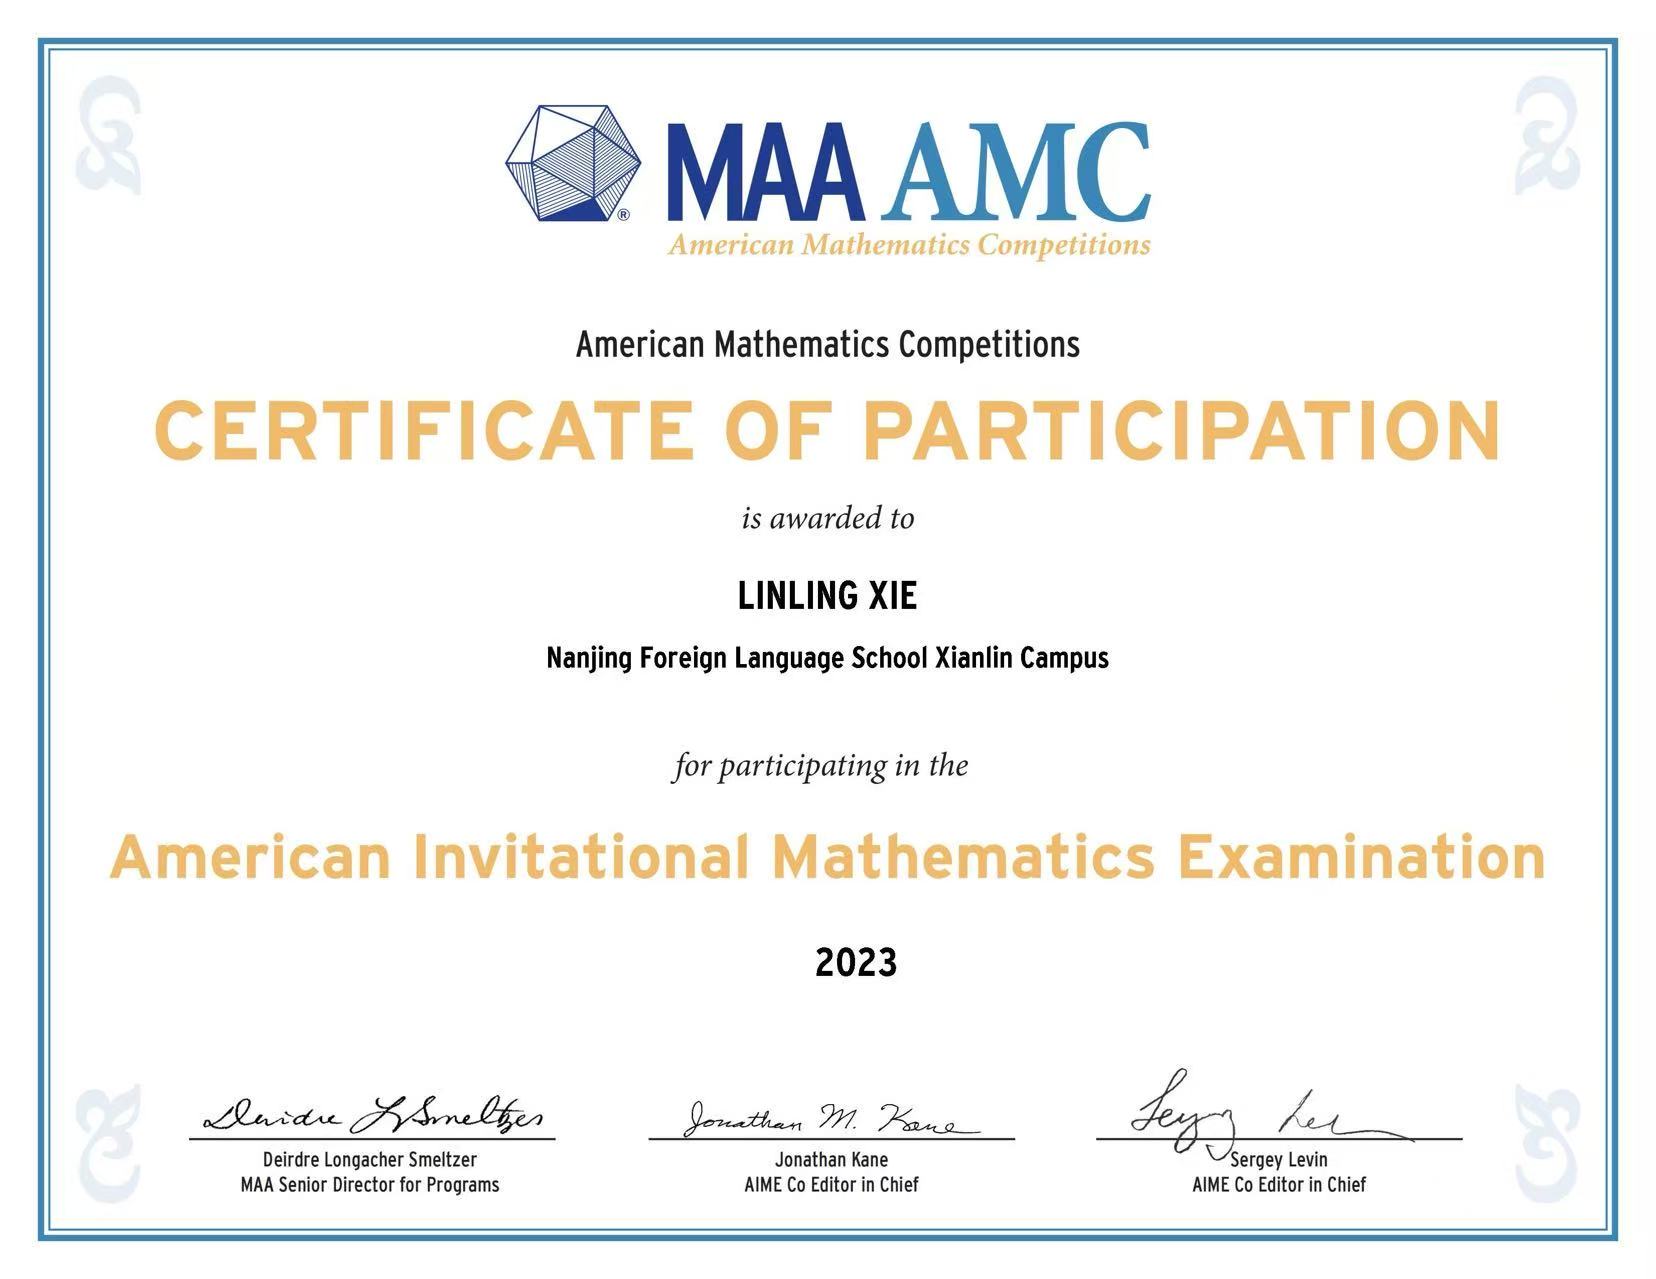 MAA AMC
American Mathematics Competitions
American Mathematics Competitions
CERTIFICATE OF PARTICIPATION
is awarded to
LINLING XIE
Nanjing Foreign Language School Xianlin Campus
for participating in the
American Invitational Mathematics Examination
2023
Deirdre L Smeltzer
Jonathan M. Kane
Deirdre Longacher Smeltzer
MAA Senior Director for Programs
Jonathan Kane
AIME Co Editor in Chief
Sergey Levin
AIME Co Editor in Chief